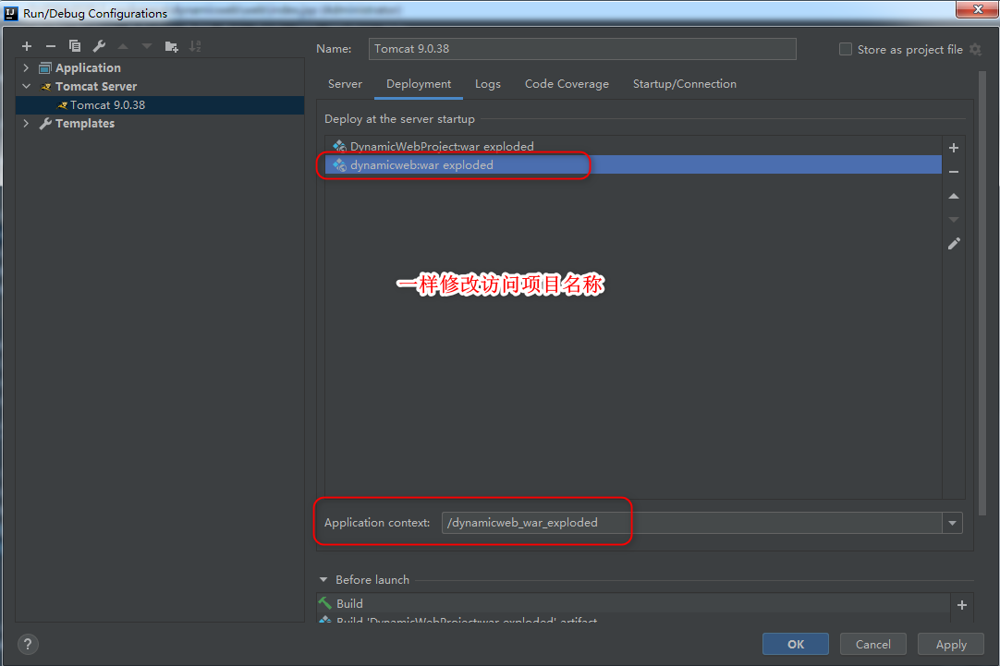 Run/Debug Configurations
Name: Tomcat 9.0.38 Store as project file
Application
Tomcat Server
Tomcat 9.0.38
Templates
Server Deployment Logs Code Coverage Startup/Connection
Deploy at the server startup
DynamicWebProject:war exploded
dynamicweb:war exploded
一样修改访问项目名称
Application context: /dynamicweb_war_exploded
Before launch
Build
Build 'DynamicWebProject:war exploded' artifact
? OK Cancel Apply